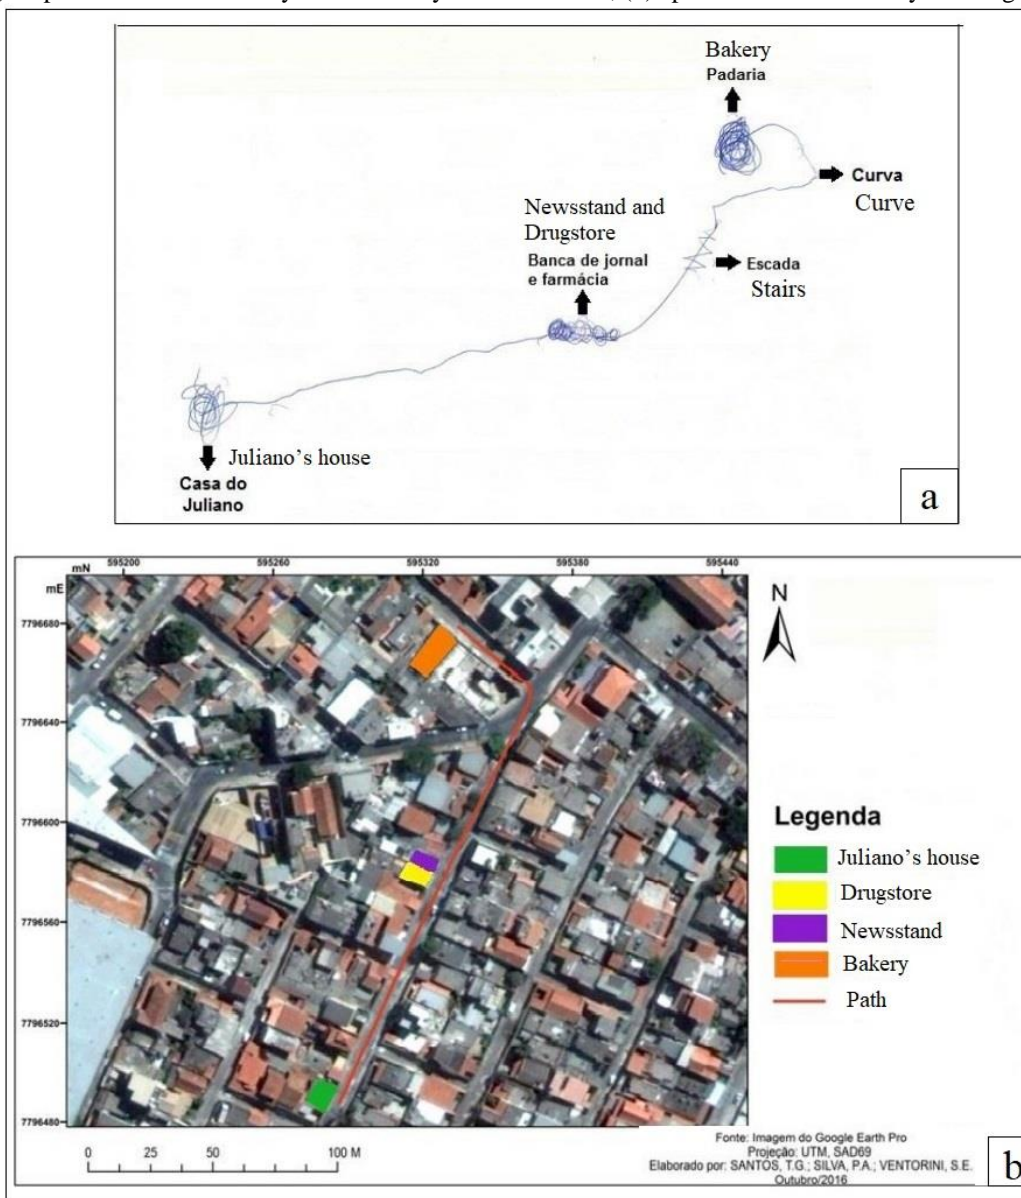 Bakery
Padaria
Curva
Curve
Newsstand and
Drugstore
Banca de jornal
e farmácia
Escada
Stairs
Juliano's house
Casa do
Juliano
a
mN
595200
595260
595320
595380
595440
mE
7796680
7796640
7796600
7796560
7796520
7796480
N
Legenda
Juliano's house
Drugstore
Newsstand
Bakery
Path
0 25 50 100 M
Fonte: Imagem do Google Earth Pro
Projeção: UTM, SAD69
Elaborado por: SANTOS, T.G.; SILVA, P.A.; VENTORINI, S.E.
Outubro/2016
b